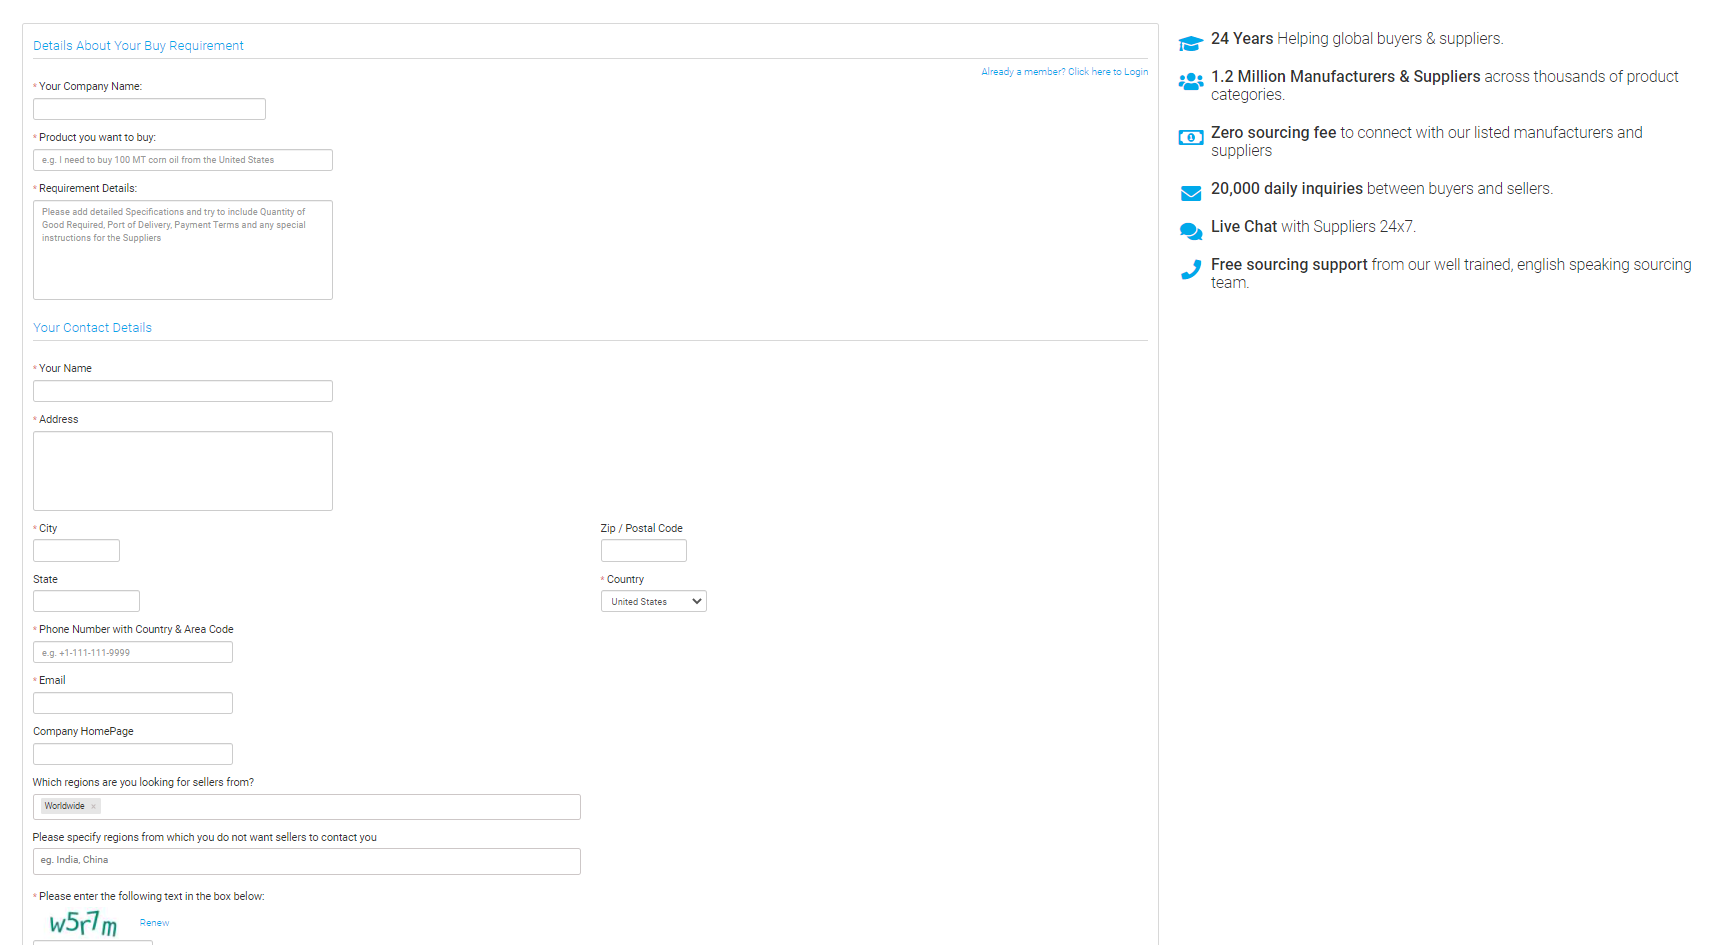 Details About Your Buy Requirement
Already a member? Click here to Login
* Your Company Name:
* Product you want to buy:
e.g. I need to buy 100 MT corn oil from the United States
* Requirement Details:
Please add detailed Specifications and try to include Quantity of
Good Required, Port of Delivery, Payment Terms and any special
instructions for the Suppliers
Your Contact Details
* Your Name
* Address
* City
Zip / Postal Code
State
* Country
United States
* Phone Number with Country & Area Code
e.g. +1-111-111-9999
* Email
Company HomePage
Which regions are you looking for sellers from?
Worldwide ×
Please specify regions from which you do not want sellers to contact you
eg. India, China
* Please enter the following text in the box below:
w5r7m
Renew
24 Years Helping global buyers & suppliers.
1.2 Million Manufacturers & Suppliers across thousands of product
categories.
Zero sourcing fee to connect with our listed manufacturers and
suppliers
20,000 daily inquiries between buyers and sellers.
Live Chat with Suppliers 24x7.
Free sourcing support from our well trained, english speaking sourcing
team.